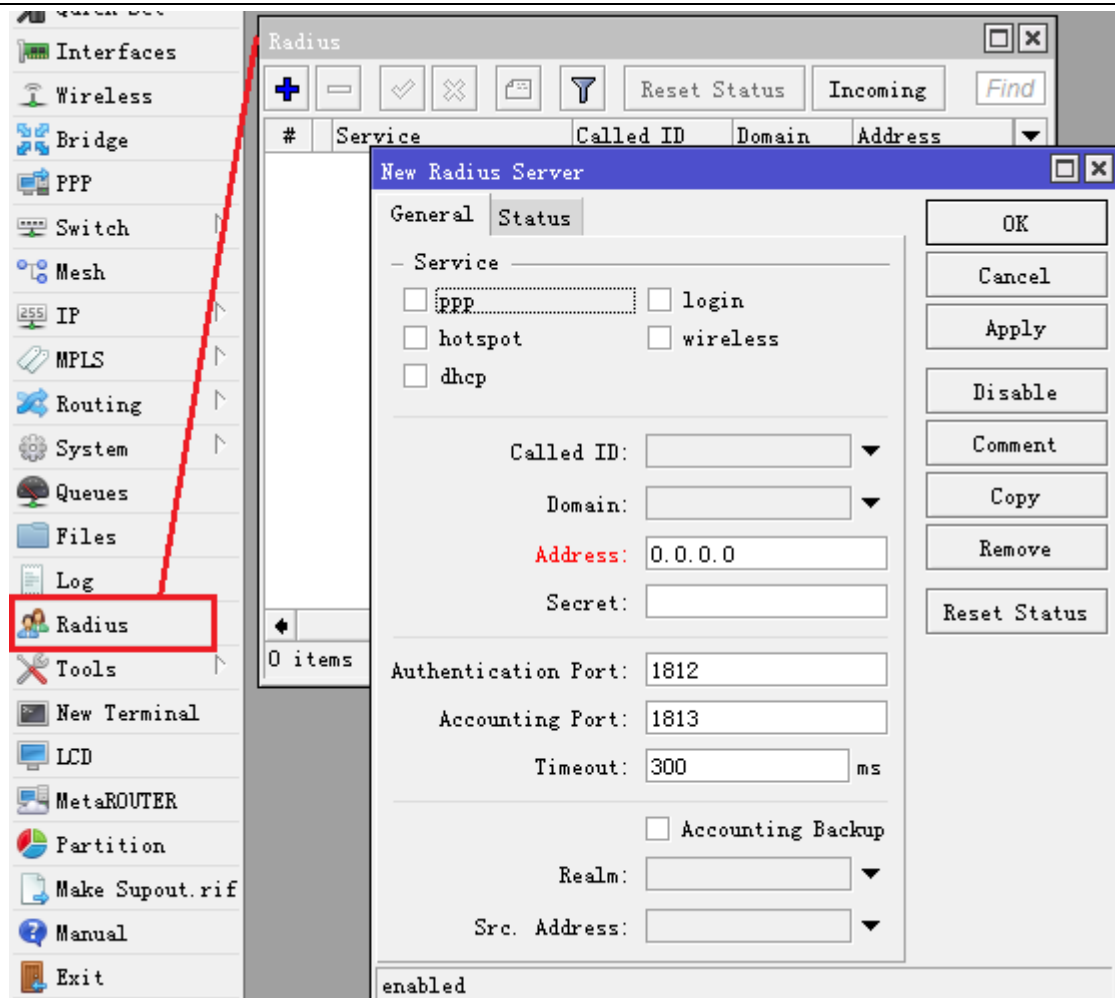 Interfaces
Wireless
Bridge
PPP
Switch
Mesh
255 IP
MPLS
Routing
System
Queues
Files
Log
Radius
Tools
New Terminal
LCD
MetaROUTER
Partition
Make Supout.rif
Manual
Exit
Radius
Reset Status Incoming Find
# Service Called ID Domain Address
0 items
New Radius Server
General Status
Service
ppp login
hotspot wireless
dhcp
Called ID:
Domain:
Address: 0.0.0.0
Secret:
Authentication Port: 1812
Accounting Port: 1813
Timeout: 300 ms
Accounting Backup
Realm:
Src. Address:
enabled
OK
Cancel
Apply
Disable
Comment
Copy
Remove
Reset Status